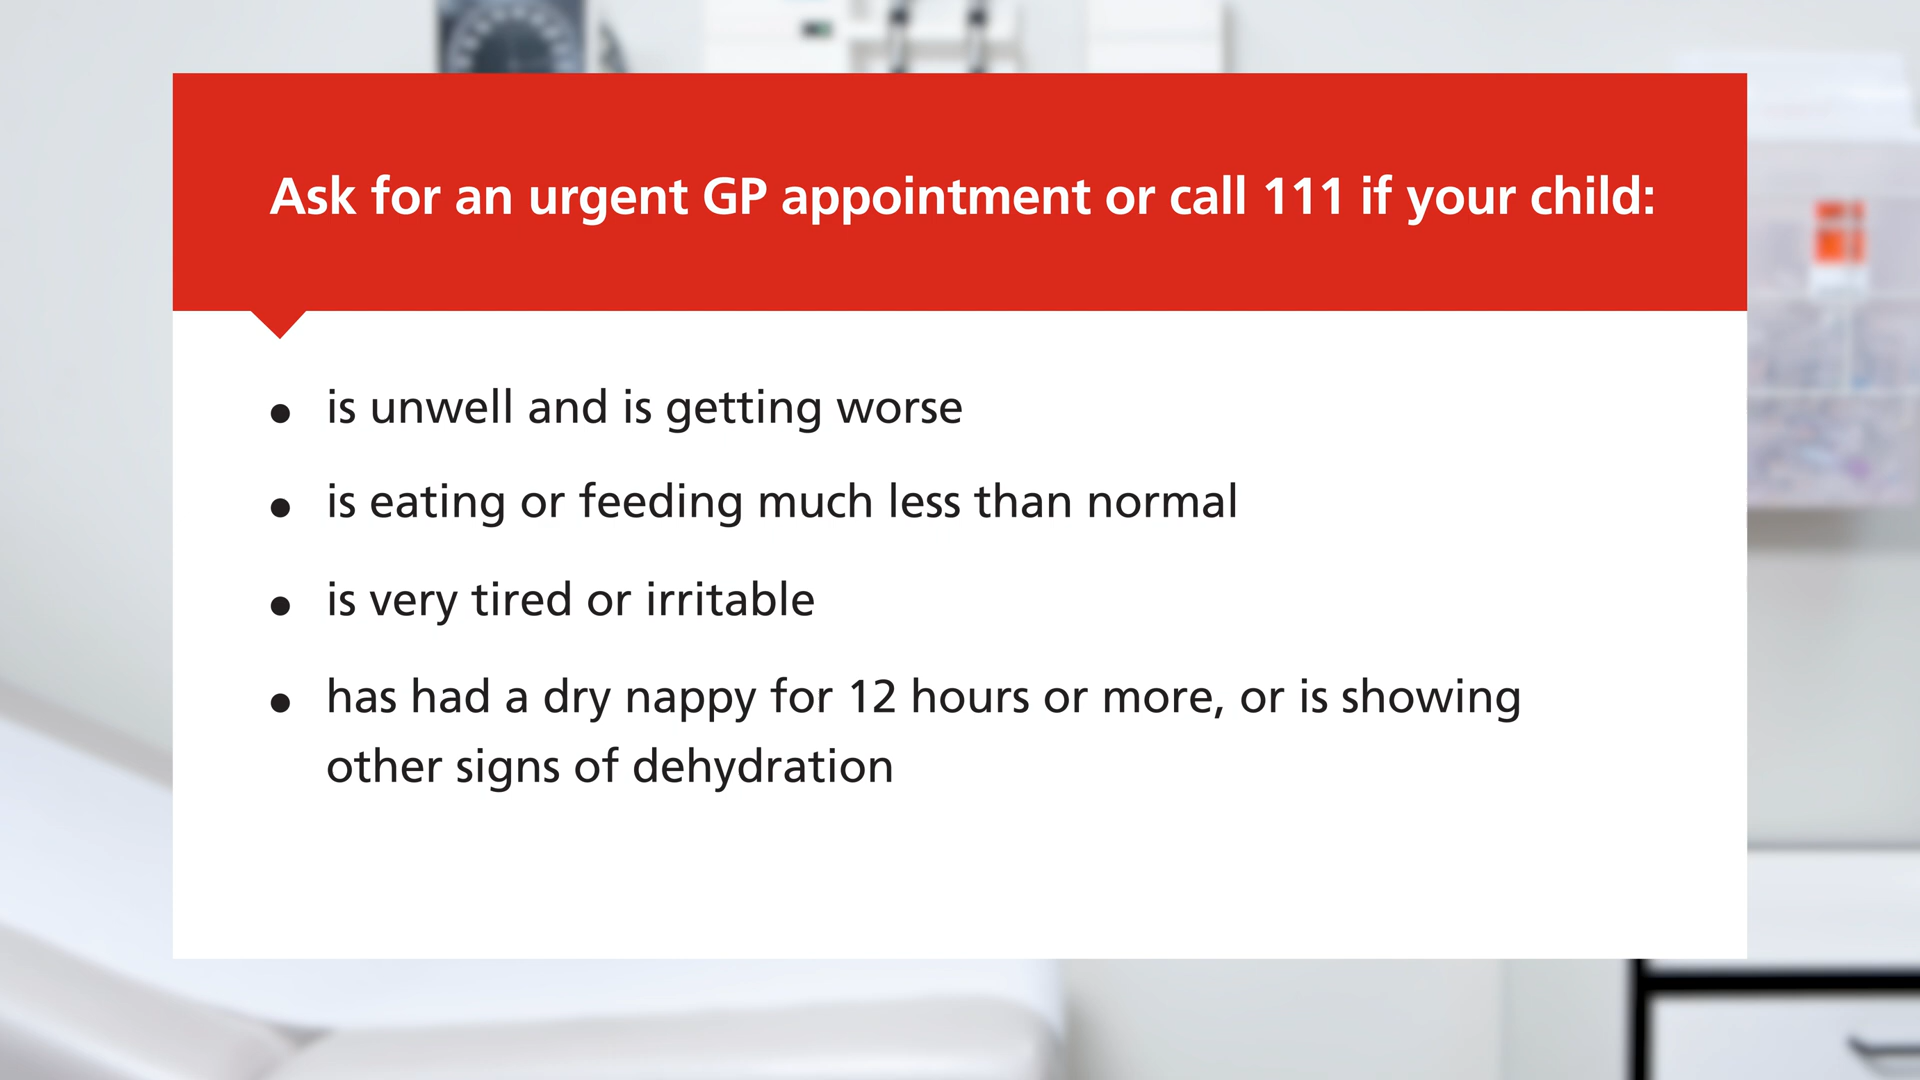 Ask for an urgent GP appointment or call 111 if your child:
• is unwell and is getting worse
• is eating or feeding much less than normal
• is very tired or irritable
• has had a dry nappy for 12 hours or more, or is showing
other signs of dehydration